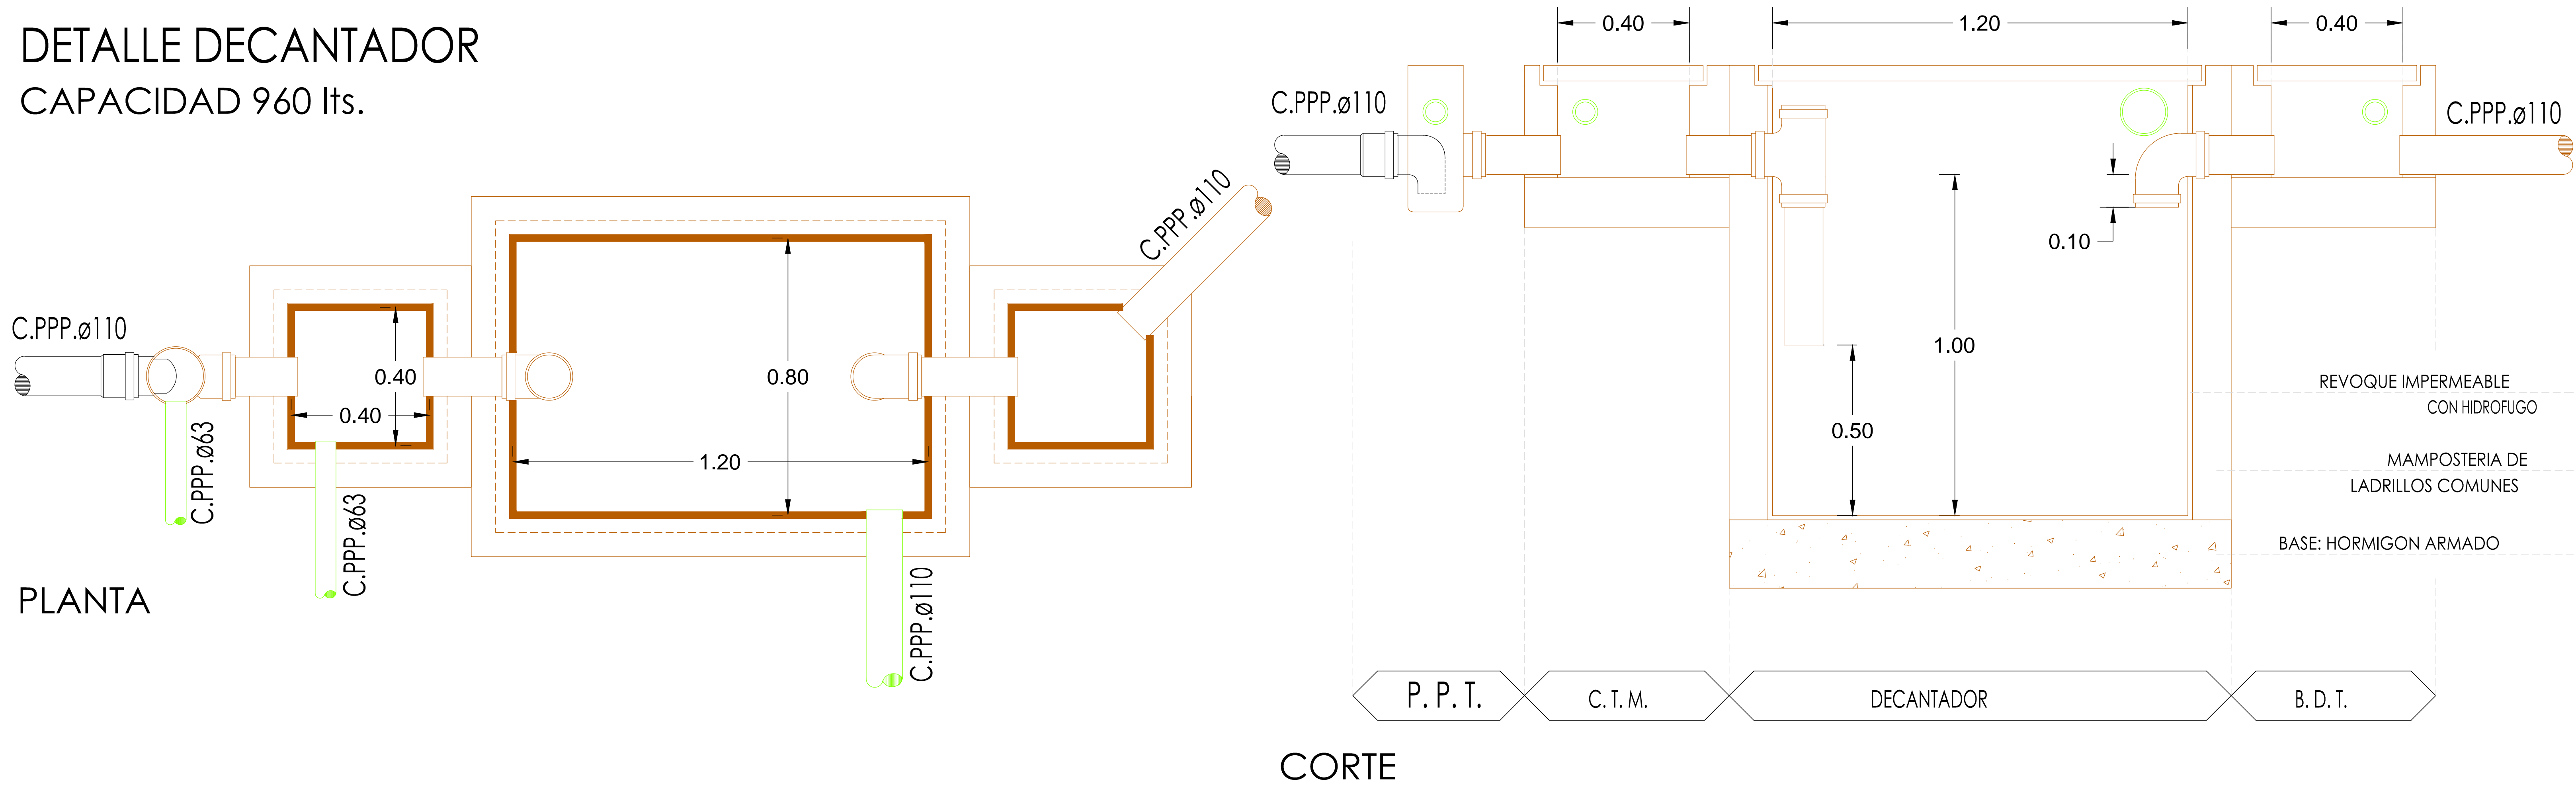 DETALLE DECANTADOR
CAPACIDAD 960 lts.
C.PPP.ø110
C.PPP.ø63
C.PPP.ø63
0.40
0.40
0.80
1.20
C.PPP.ø110
C.PPP.ø110
PLANTA
0.40
1.20
0.40
C.PPP.ø110
C.PPP.ø110
0.10
1.00
0.50
REVOQUE IMPERMEABLE
CON HIDROFUGO
MAMPOSTERIA DE
LADRILLOS COMUNES
BASE: HORMIGON ARMADO
P. P. T.
C. T. M.
DECANTADOR
B. D. T.
CORTE